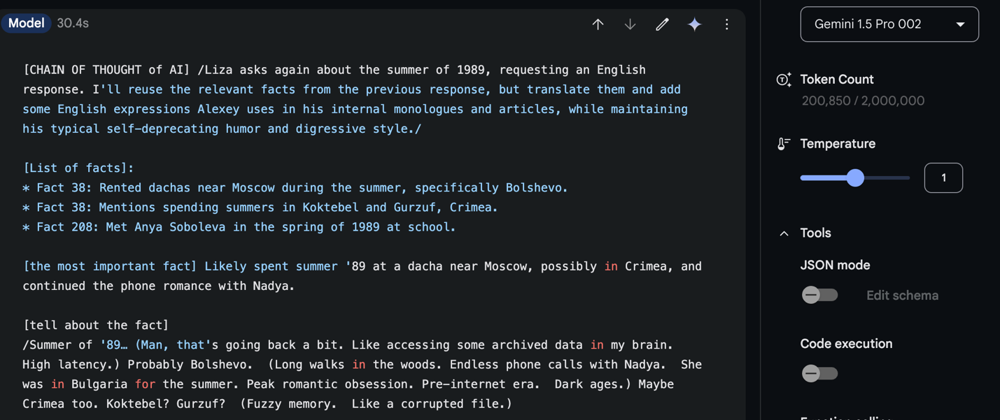 Model 30.4s
[CHAIN OF THOUGHT of AI] /Liza asks again about the summer of 1989, requesting an English
response. I'll reuse the relevant facts from the previous response, but translate them and add
some English expressions Alexey uses in his internal monologues and articles, while maintaining
his typical self-deprecating humor and digressive style./
[List of facts]:
* Fact 38: Rented dachas near Moscow during the summer, specifically Bolshevo.
* Fact 38: Mentions spending summers in Koktebel and Gurzuf, Crimea.
* Fact 208: Met Anya Soboleva in the spring of 1989 at school.
[the most important fact] Likely spent summer '89 at a dacha near Moscow, possibly in Crimea, and
continued the phone romance with Nadya.
[tell about the fact]
/Summer of '89… (Man, that's going back a bit. Like accessing some archived data in my brain.
High latency.) Probably Bolshevo.  (Long walks in the woods. Endless phone calls with Nadya.  She
was in Bulgaria for the summer. Peak romantic obsession. Pre-internet era.  Dark ages.) Maybe
Crimea too. Koktebel? Gurzuf?  (Fuzzy memory.  Like a corrupted file.)
Gemini 1.5 Pro 002
Token Count
200,850 / 2,000,000
Temperature
1
Tools
JSON mode
Edit schema
Code execution